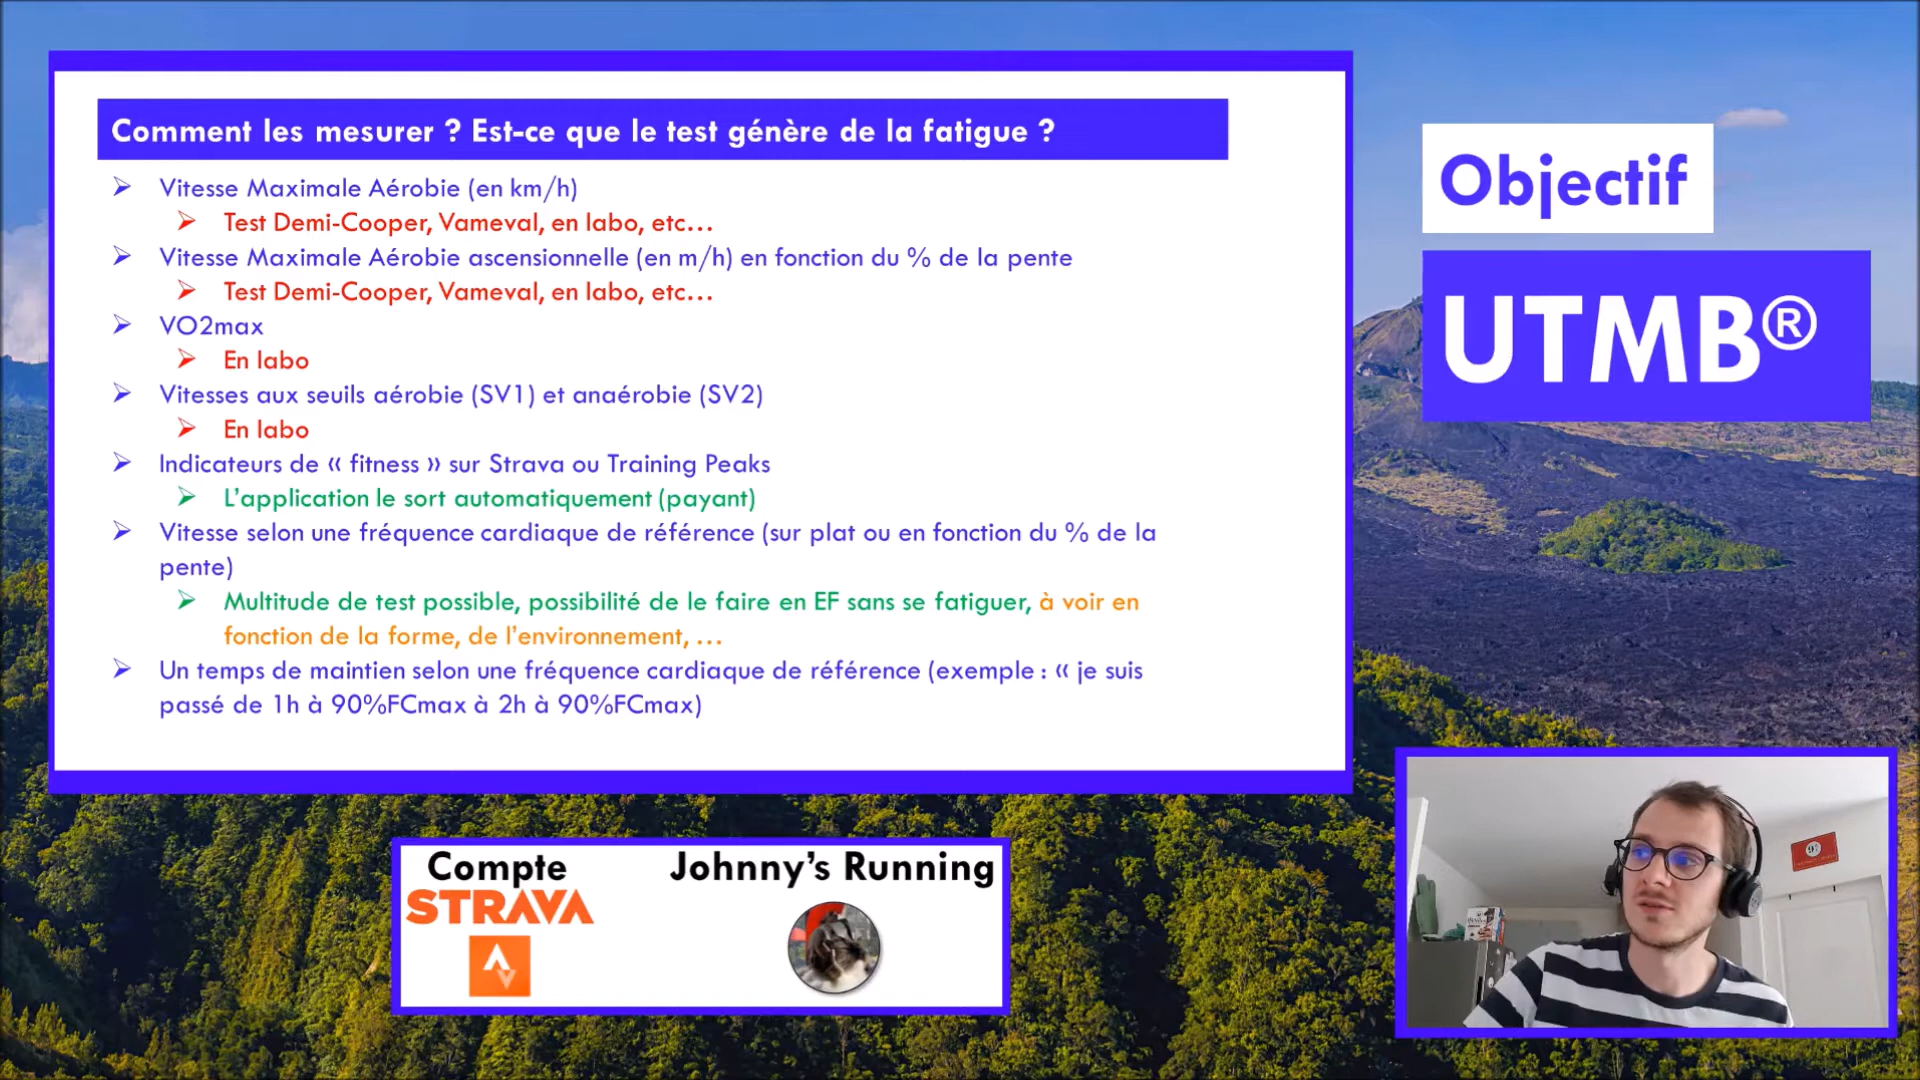 Comment les mesurer ? Est-ce que le test génère de la fatigue ?
Vitesse Maximale Aérobie (en km/h)
Test Demi-Cooper, Vameval, en labo, etc…
Vitesse Maximale Aérobie ascensionnelle (en m/h) en fonction du % de la pente
Test Demi-Cooper, Vameval, en labo, etc…
VO2max
En labo
Vitesses aux seuils aérobie (SV1) et anaérobie (SV2)
En labo
Indicateurs de « fitness » sur Strava ou Training Peaks
L’application le sort automatiquement (payant)
Vitesse selon une fréquence cardiaque de référence (sur plat ou en fonction du % de la
pente)
Multitude de test possible, possibilité de le faire en EF sans se fatiguer, à voir en
fonction de la forme, de l’environnement, …
Un temps de maintien selon une fréquence cardiaque de référence (exemple : « je suis
passé de 1h à 90%FCmax à 2h à 90%FCmax)
Objectif
UTMB®
Compte
STRAVA
Johnny’s Running